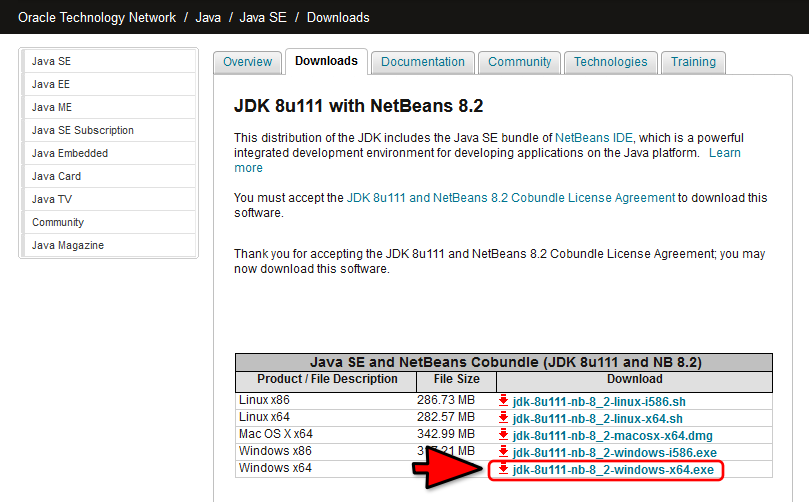 Oracle Technology Network / Java / Java SE / Downloads
Java SE
Java EE
Java ME
Java SE Subscription
Java Embedded
Java Card
Java TV
Community
Java Magazine
Overview Downloads Documentation Community Technologies Training
JDK 8u111 with NetBeans 8.2
This distribution of the JDK includes the Java SE bundle of NetBeans IDE, which is a powerful
integrated development environment for developing applications on the Java platform. Learn
more
You must accept the JDK 8u111 and NetBeans 8.2 Cobundle License Agreement to download this
software.
Thank you for accepting the JDK 8u111 and NetBeans 8.2 Cobundle License Agreement; you may
now download this software.
Java SE and NetBeans Cobundle (JDK 8u111 and NB 8.2)
Product / File Description File Size Download
Linux x86 286.73 MB jdk-8u111-nb-8_2-linux-i586.sh
Linux x64 282.57 MB jdk-8u111-nb-8_2-linux-x64.sh
Mac OS X x64 342.99 MB jdk-8u111-nb-8_2-macosx-x64.dmg
Windows x86 MB jdk-8u111-nb-8_2-windows-i586.exe
Windows x64 jdk-8u111-nb-8_2-windows-x64.exe